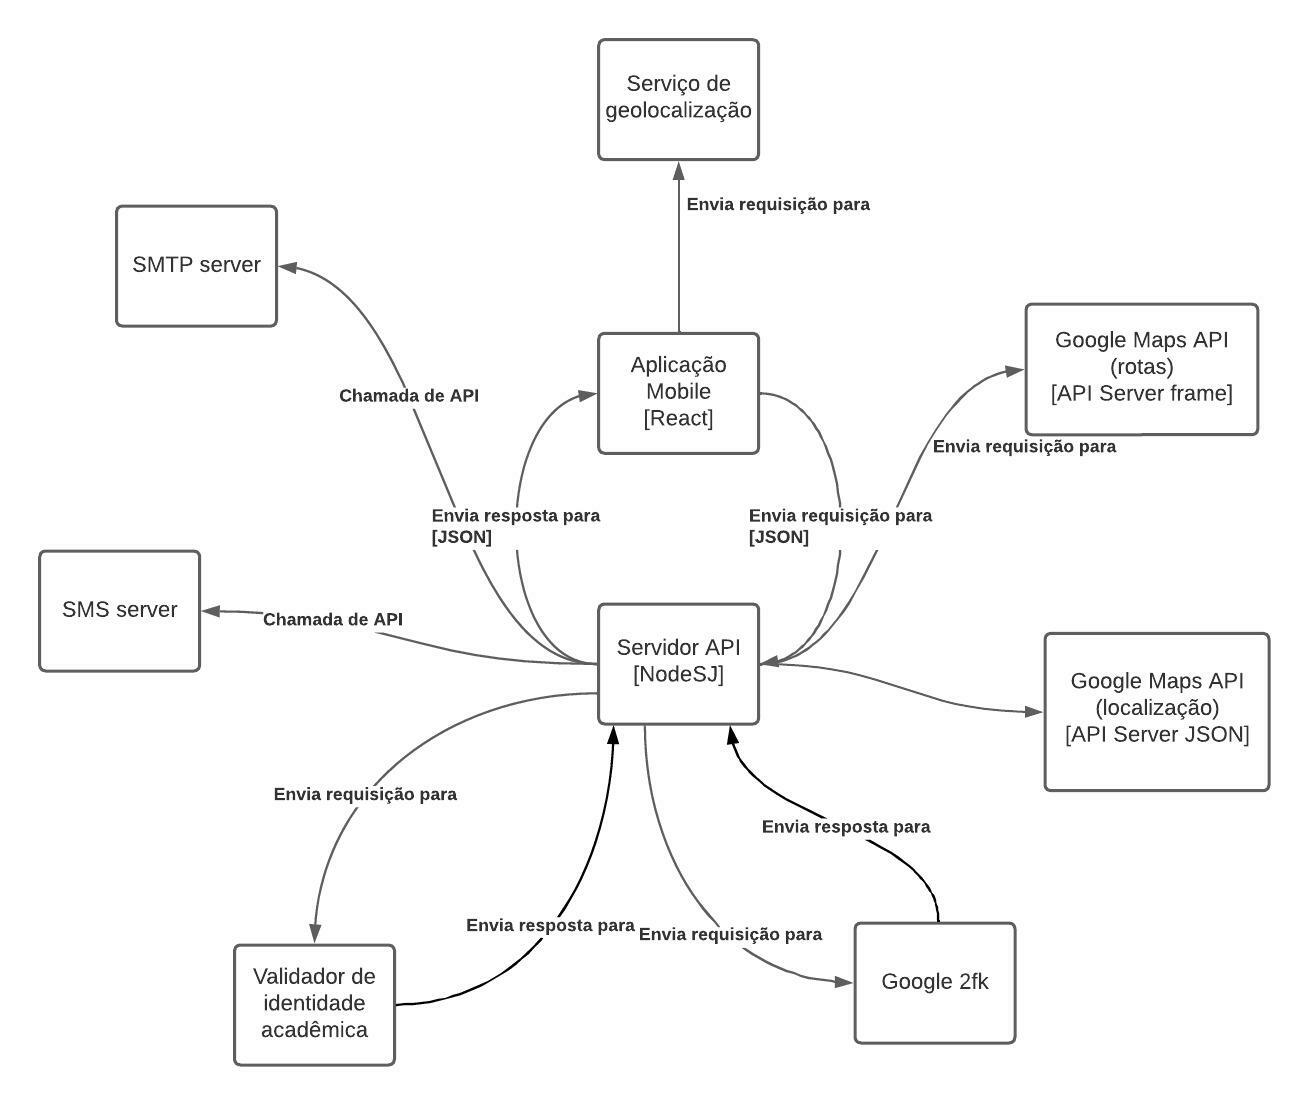 Serviço de
geolocalização
Envia requisição para
SMTP server
Aplicação
Mobile
[React]
Google Maps API
(rotas)
[API Server frame]
Chamada de API
Envia requisição para
Envia resposta para
[JSON]
Envia requisição para
[JSON]
SMS server
Chamada de API
Servidor API
[NodeSJ]
Google Maps API
(localização)
[API Server JSON]
Envia requisição para
Envia resposta para
Envia resposta para
Envia requisição para
Validador de
identidade
acadêmica
Google 2fk